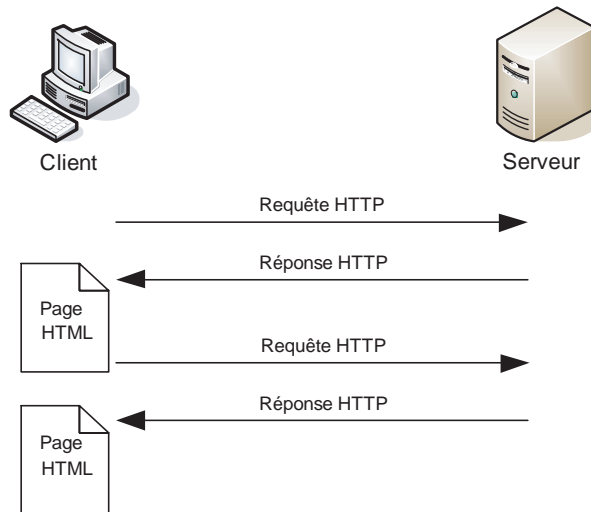 Client
Serveur
Requête HTTP
Réponse HTTP
Page
HTML
Requête HTTP
Réponse HTTP
Page
HTML